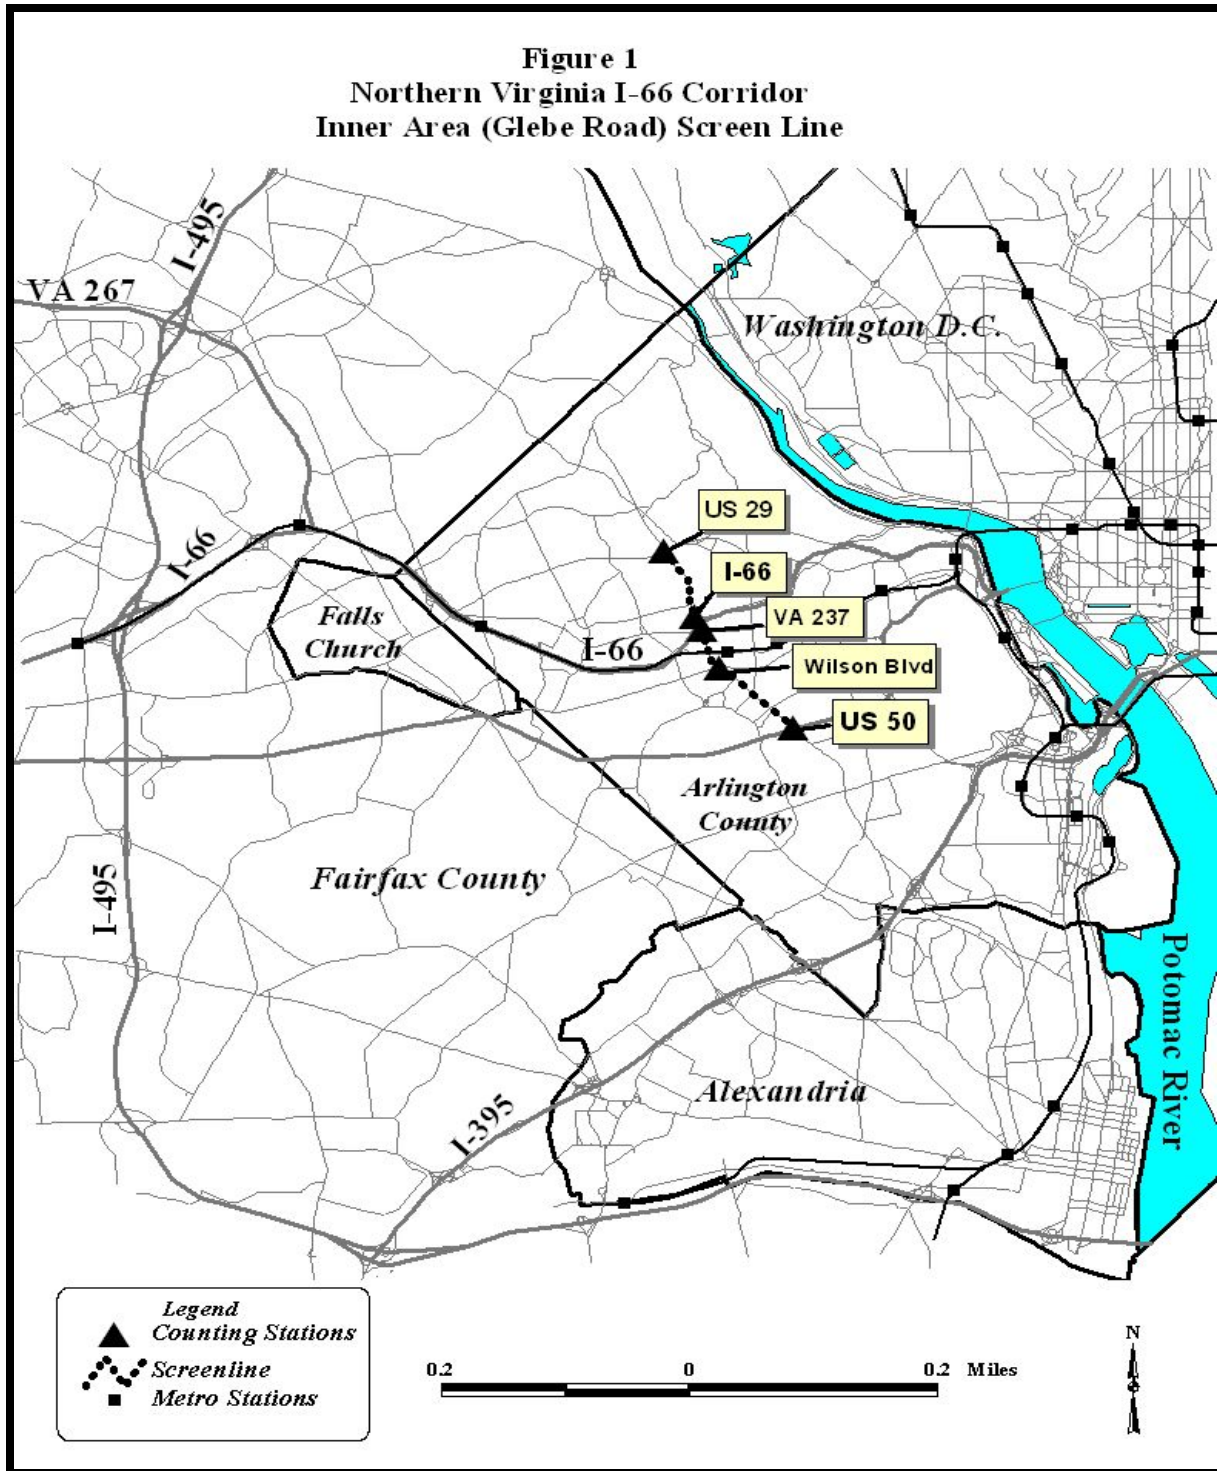 Figure 1
Northern Virginia I-66 Corridor
Inner Area (Glebe Road) Screen Line
I-495
VA 267
Washington D.C.
US 29
I-66
I-66
VA 237
Falls
Church
I-66
Wilson Blvd
US 50
Arlington
County
Fairfax County
I-495
Potomac River
Alexandria
I-395
Legend
Counting Stations
Screenline
Metro Stations
0.2 0 0.2 Miles
N